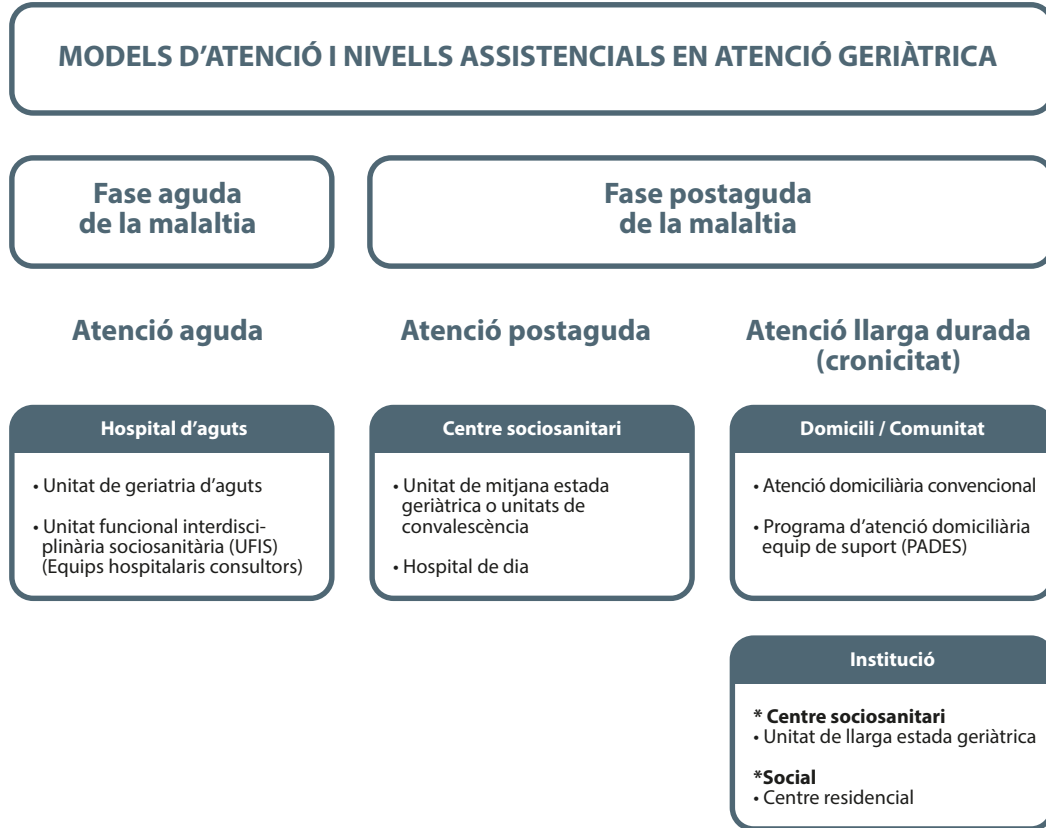 MODELS D'ATENCIÓ I NIVELLS ASSISTENCIALS EN ATENCIÓ GERIÀTRICA
Fase aguda
de la malaltia
Fase postaguda
de la malaltia
Atenció aguda
Atenció postaguda
Atenció llarga durada
(cronicitat)
Hospital d'aguts
• Unitat de geriatria d'aguts
• Unitat funcional interdisci-
plinària sociosanitària (UFIS)
(Equips hospitalaris consultors)
Centre sociosanitari
• Unitat de mitjana estada
geriàtrica o unitats de
convalescència
• Hospital de dia
Domicili / Comunitat
• Atenció domiciliària convencional
• Programa d'atenció domiciliària
equip de suport (PADES)
Institució
* Centre sociosanitari
• Unitat de llarga estada geriàtrica
*Social
• Centre residencial